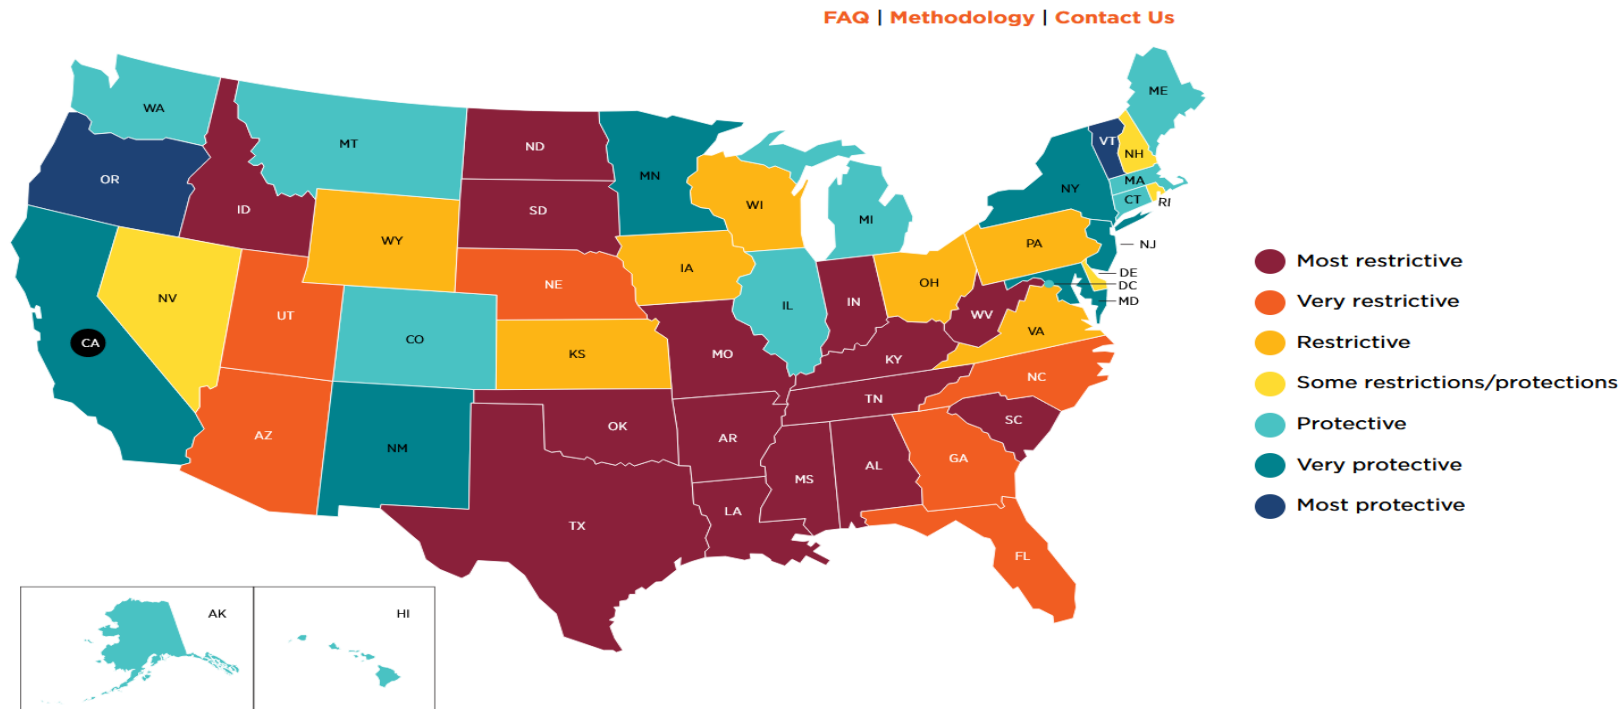 FAQ | Methodology | Contact Us
ME
WA
VT
MT
ND
NH
MN
OR
MA
NY
CT
RI
ID
SD
WI
MI
WY
PA
NJ
IA
DE
OH
NE
DC
NV
MD
IN
IL
UT
WV
VA
CA
CO
KS
MO
KY
NC
TN
SC
OK
AZ
AR
NM
GA
AL
MS
LA
TX
FL
AK
HI
Most restrictive
Very restrictive
Restrictive
Some restrictions/protections
Protective
Very protective
Most protective